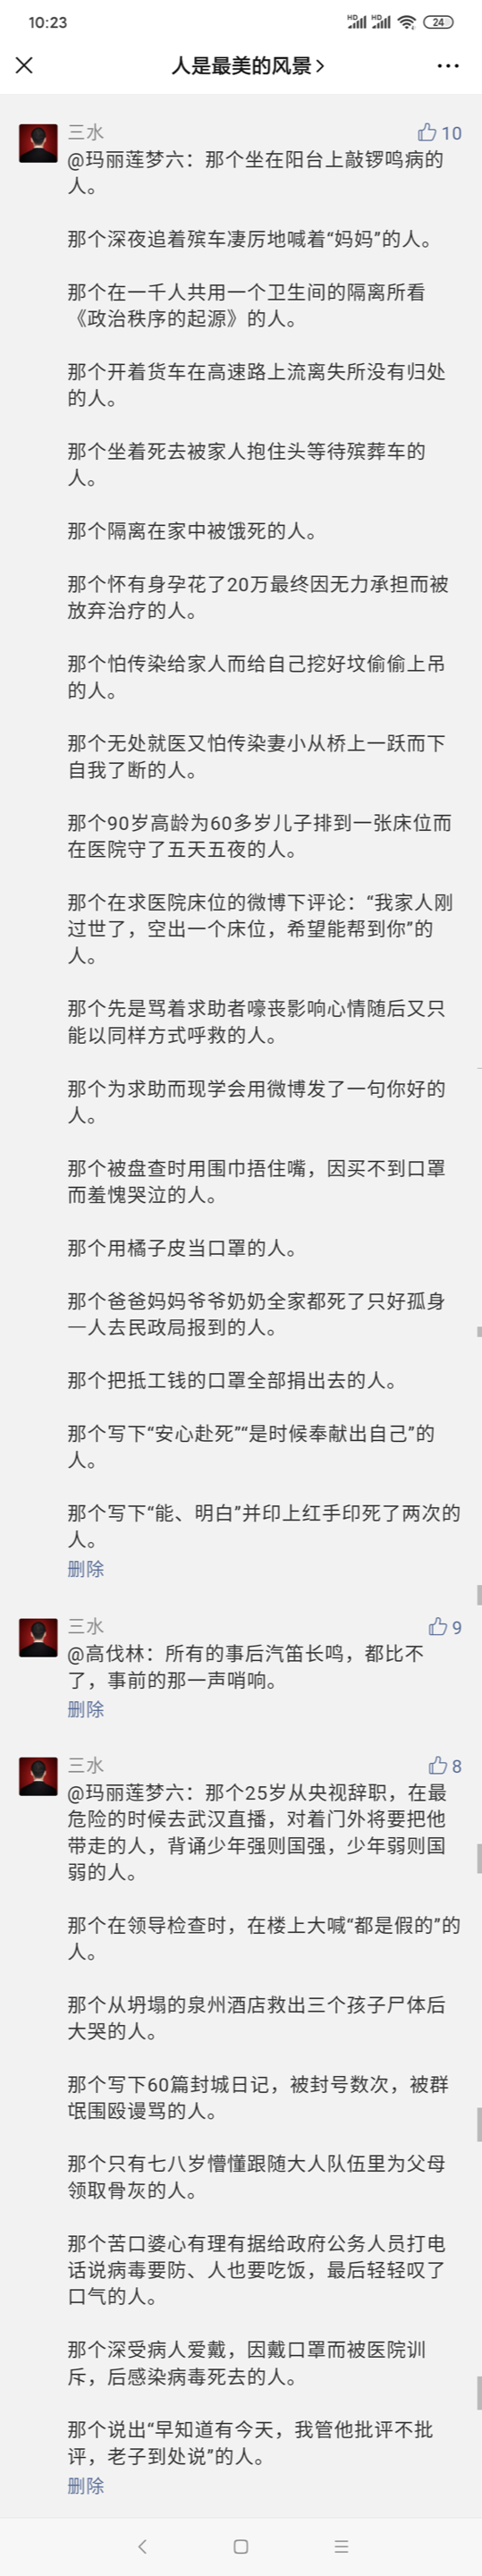 10:23
HD HD 24
人是最美的风景
三水
10
@玛丽莲梦六：那个坐在阳台上敲锣鸣病的
人。
那个深夜追着殡车凄厉地喊着“妈妈”的人。
那个在一千人共用一个卫生间的隔离所看
《政治秩序的起源》的人。
那个开着货车在高速路上流离失所没有归处
的人。
那个坐着死去被家人抱住头等待殡葬车的
人。
那个隔离在家中被饿死的人。
那个怀有身孕花了20万最终因无力承担而被
放弃治疗的人。
那个怕传染给家人而给自己挖好坟偷偷上吊
的人。
那个无处就医又怕传染妻小从桥上一跃而下
自我了断的人。
那个90岁高龄为60多岁儿子排到一张床位而
在医院守了五天五夜的人。
那个在求医院床位的微博下评论：“我家人刚
过世了，空出一个床位，希望能帮到你”的
人。
那个先是骂着求助者嚎丧影响心情随后又只
能以同样方式呼救的人。
那个为求助而现学会用微博发了一句你好的
人。
那个被盘查时用围巾捂住嘴，因买不到口罩
而羞愧哭泣的人。
那个用橘子皮当口罩的人。
那个爸爸妈妈爷爷奶奶全家都死了只好孤身
一人去民政局报到的人。
那个把抵工钱的口罩全部捐出去的人。
那个写下“安心赴死”“是时候奉献出自己”的
人。
那个写下“能、明白”并印上红手印死了两次的
人。
删除
三水
9
@高伐林：所有的事后汽笛长鸣，都比不
了，事前的那一声哨响。
删除
三水
8
@玛丽莲梦六：那个25岁从央视辞职，在最
危险的时候去武汉直播，对着门外将要把他
带走的人，背诵少年强则国强，少年弱则国
弱的人。
那个在领导检查时，在楼上大喊“都是假的”的
人。
那个从坍塌的泉州酒店救出三个孩子尸体后
大哭的人。
那个写下60篇封城日记，被封号数次，被群
氓围殴谩骂的人。
那个只有七八岁懵懂跟随大人队伍里为父母
领取骨灰的人。
那个苦口婆心有理有据给政府公务人员打电
话说病毒要防、人也要吃饭，最后轻轻叹了
口气的人。
那个深受病人爱戴，因戴口罩而被医院训
斥，后感染病毒死去的人。
那个说出“早知道有今天，我管他批评不批
评，老子到处说”的人。
删除